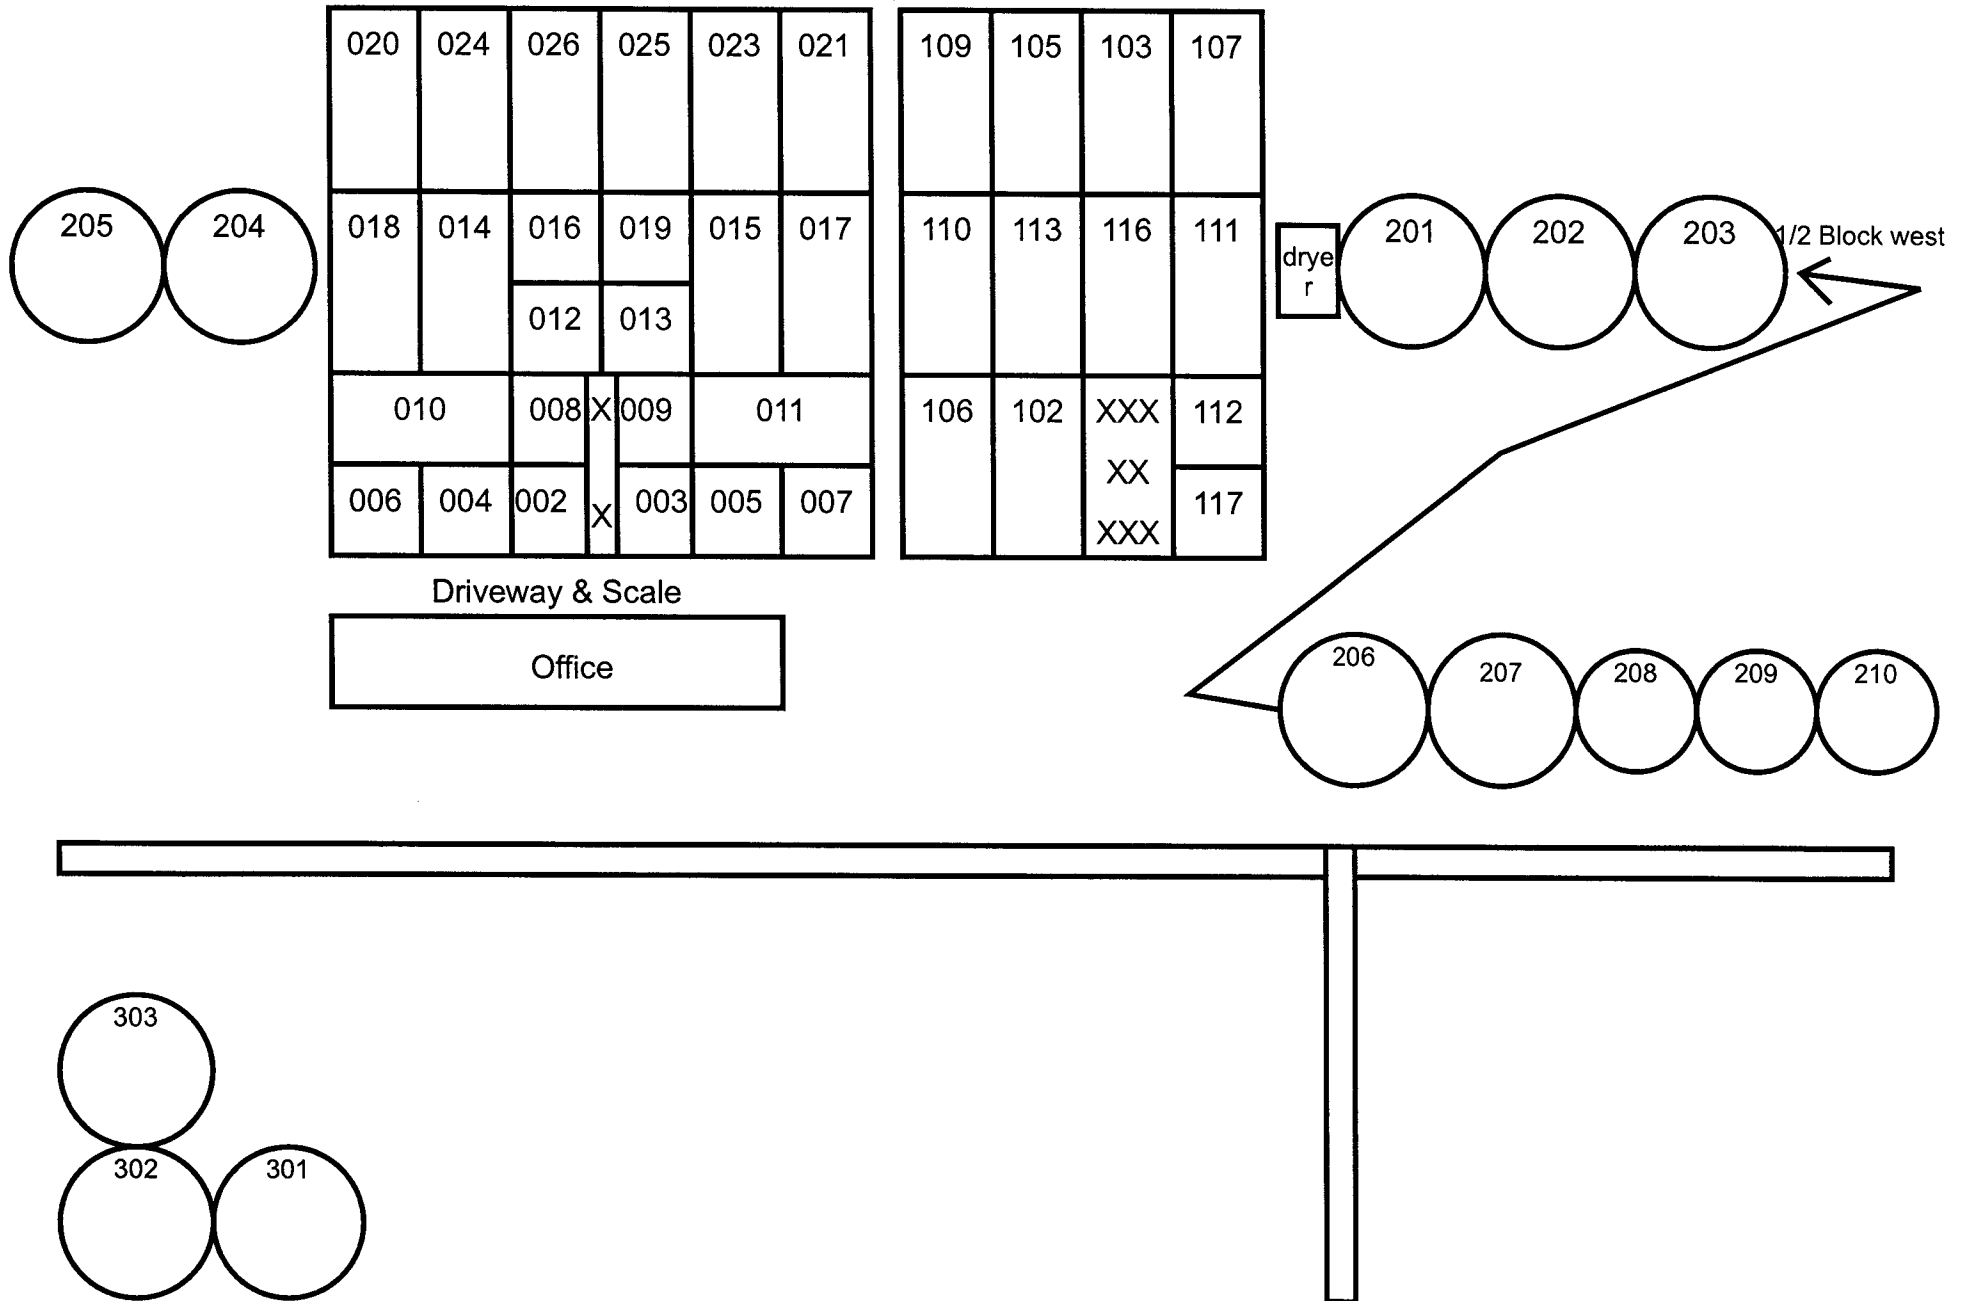 020 024 026 025 023 021 109 105 103 107
205 204 018 014 016 019 015 017 110 113 116 111 201 202 203 1/2 Block west
drye
r
012 013
010 008 X 009 011 106 102 XXX 112
XX
006 004 002 X 003 005 007 117
XXX
Driveway & Scale
Office
206 207 208 209 210
303
302 301